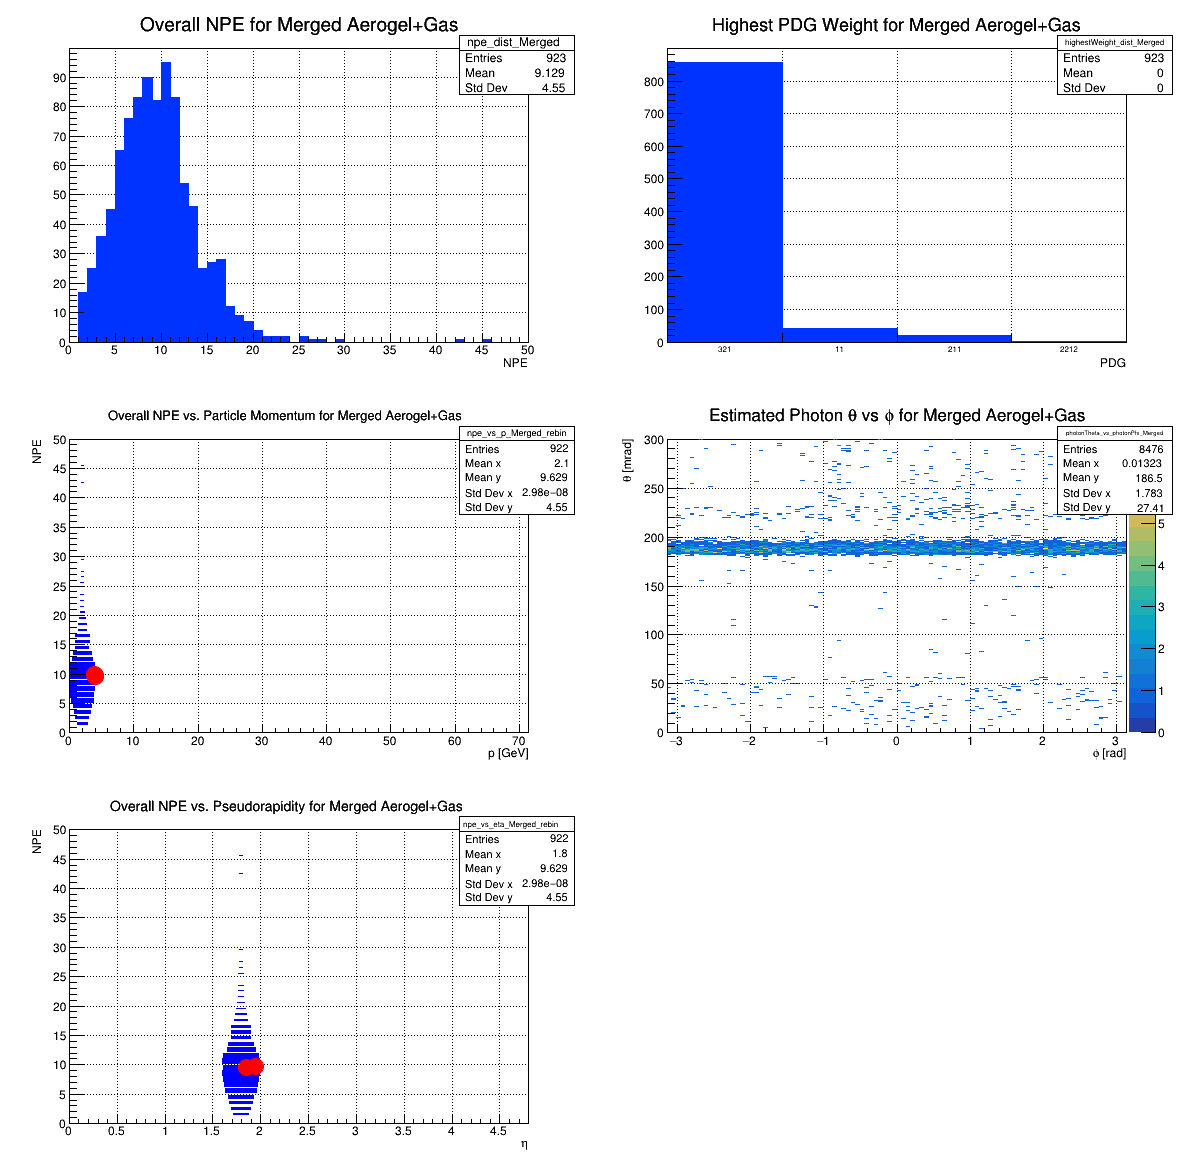 Overall NPE for Merged Aerogel+Gas
npe_dist_Merged
Entries 923
Mean 9.129
Std Dev 4.55
90
80
70
60
50
40
30
20
10
0
0 5 10 15 20 25 30 35 40 45 50
NPE
Highest PDG Weight for Merged Aerogel+Gas
highestWeight_dist_Merged
Entries 923
Mean 0
Std Dev 0
800
700
600
500
400
300
200
100
0
321 11 211 2212
PDG
Overall NPE vs. Particle Momentum for Merged Aerogel+Gas
npe_vs_p_Merged_rebin
Entries 922
Mean x 2.1
Mean y 9.629
Std Dev x 2.98e−08
Std Dev y 4.55
NPE
50
45
40
35
30
25
20
15
10
5
0
0 10 20 30 40 50 60 70
p [GeV]
Estimated Photon θ vs ϕ for Merged Aerogel+Gas
photonTheta_vs_photonPhi_Merged
Entries 8476
Mean x 0.01323
Mean y 186.5
Std Dev x 1.783
Std Dev y 27.41
θ [mrad]
300
250
200
150
100
50
0
−3 −2 −1 0 1 2 3
ϕ [rad]
5
4
3
2
1
0
Overall NPE vs. Pseudorapidity for Merged Aerogel+Gas
npe_vs_eta_Merged_rebin
Entries 922
Mean x 1.8
Mean y 9.629
Std Dev x 2.98e−08
Std Dev y 4.55
NPE
50
45
40
35
30
25
20
15
10
5
0
0 0.5 1 1.5 2 2.5 3 3.5 4 4.5
η